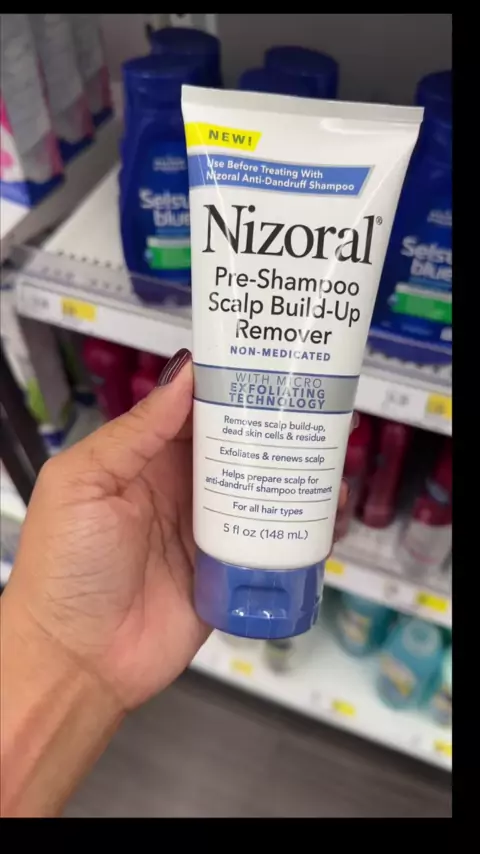 NEW!
Use Before Treating With
Nizoral Anti-Dandruff Shampoo
Nizoral®
Pre-Shampoo
Scalp Build-Up
Remover
NON-MEDICATED
WITH MICRO
EXFOLIATING
TECHNOLOGY
Removes scalp build-up,
dead skin cells & residue
Exfoliates & renews scalp
Helps prepare scalp for
anti-dandruff shampoo treatment
For all hair types
5 fl oz (148 mL)
Selsun
blue
Selsun
blue